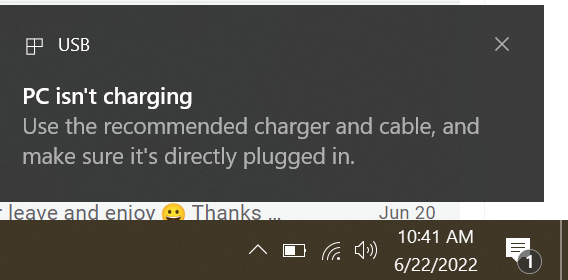 USB
PC isn't charging
Use the recommended charger and cable, and
make sure it's directly plugged in.
r leave and enjoy 😀 Thanks ...
Jun 20
10:41 AM
6/22/2022
1